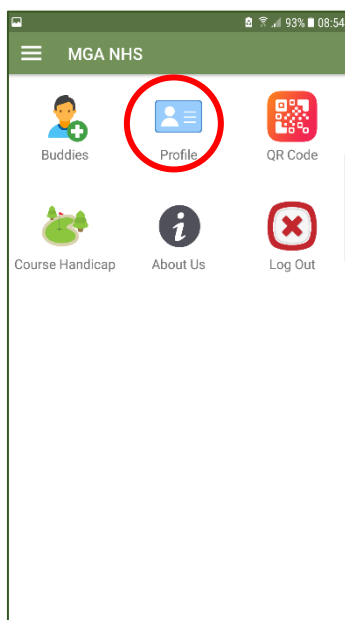 93% 08:54
MGA NHS
Buddies Profile QR Code
Course Handicap About Us Log Out